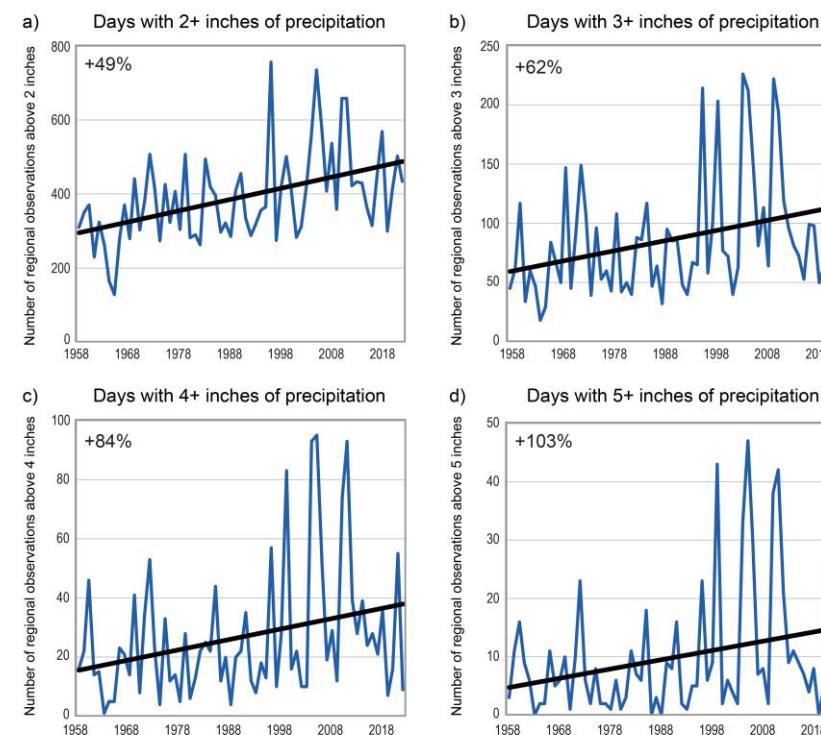 a) Days with 2+ inches of precipitation
Number of regional observations above 2 inches
800
600
400
200
0
+49%
1958 1968 1978 1988 1998 2008 2018
b) Days with 3+ inches of precipitation
Number of regional observations above 3 inches
250
200
150
100
50
0
+62%
1958 1968 1978 1988 1998 2008
c) Days with 4+ inches of precipitation
Number of regional observations above 4 inches
100
80
60
40
20
0
+84%
1958 1968 1978 1988 1998 2008 2018
d) Days with 5+ inches of precipitation
Number of regional observations above 5 inches
50
40
30
20
10
0
+103%
1958 1968 1978 1988 1998 2008